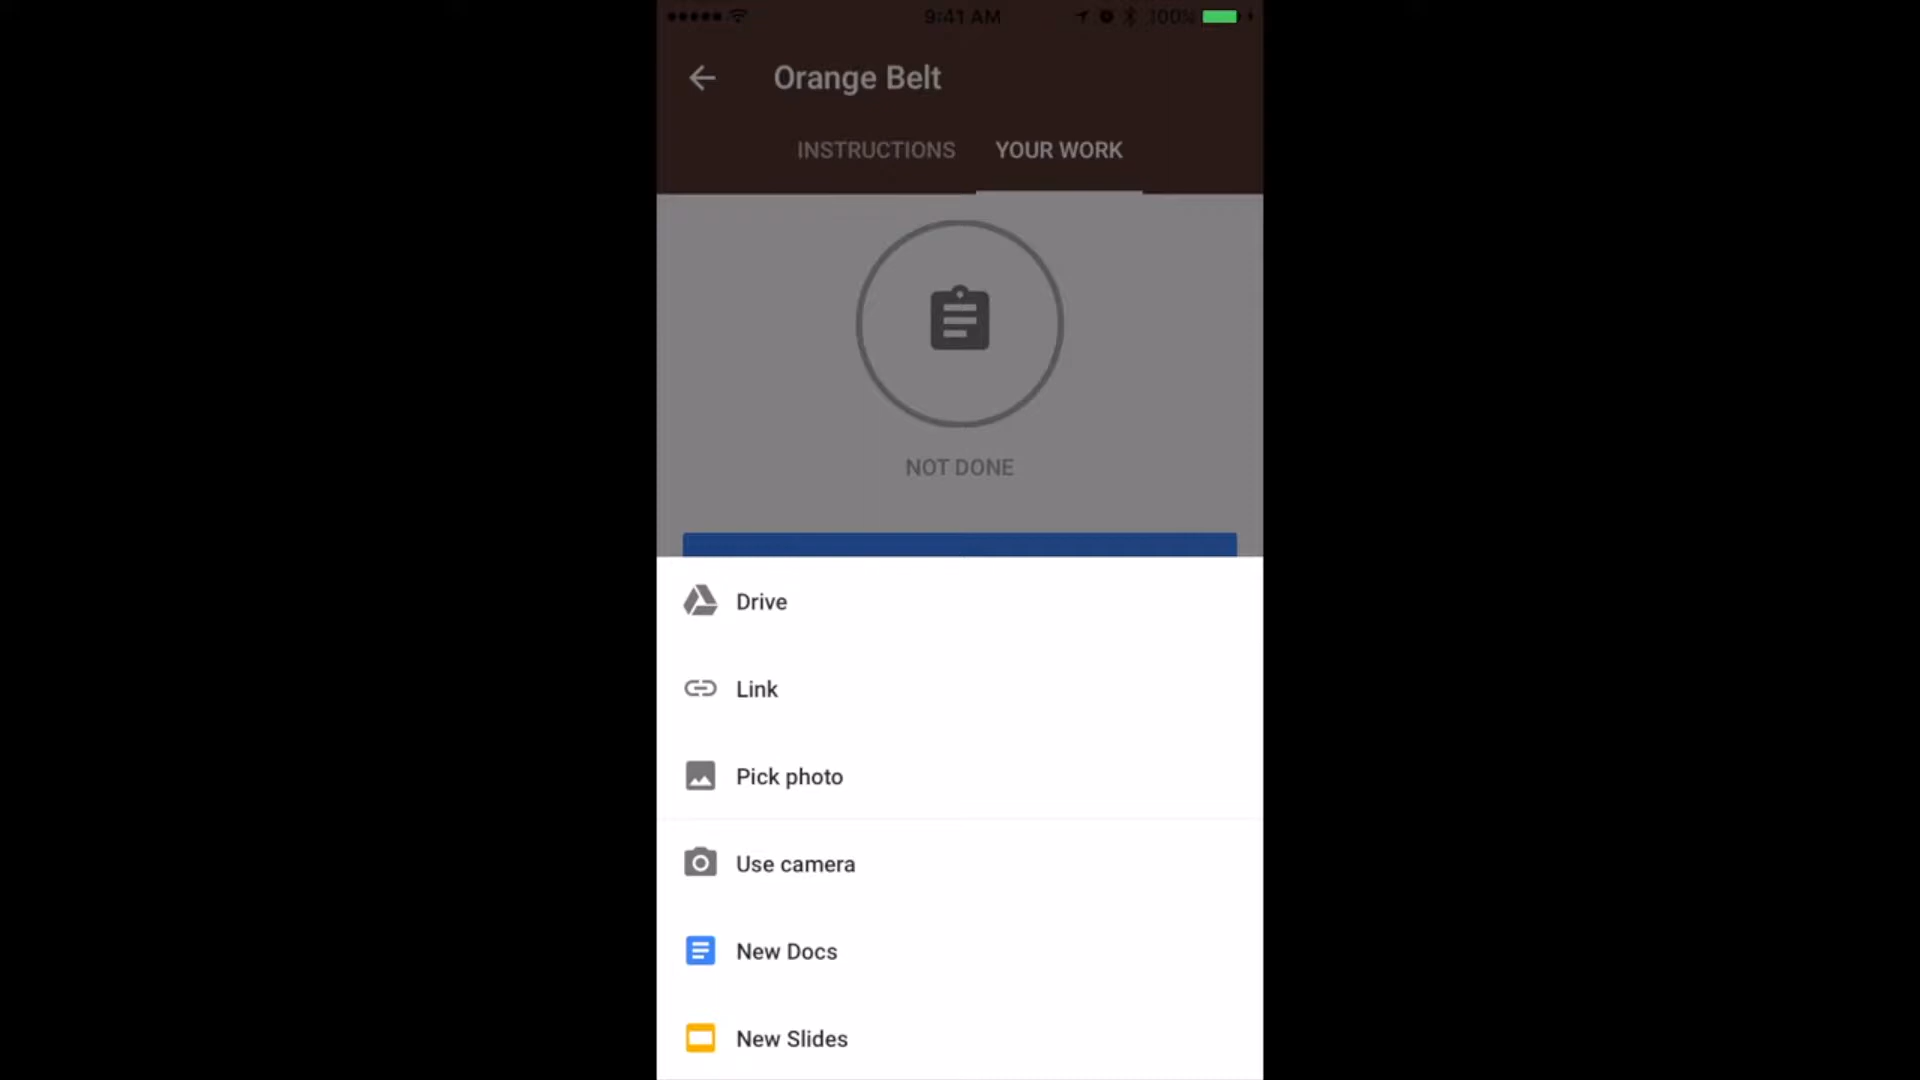 9:41 AM 100%
Orange Belt
INSTRUCTIONS YOUR WORK
NOT DONE
Drive
Link
Pick photo
Use camera
New Docs
New Slides